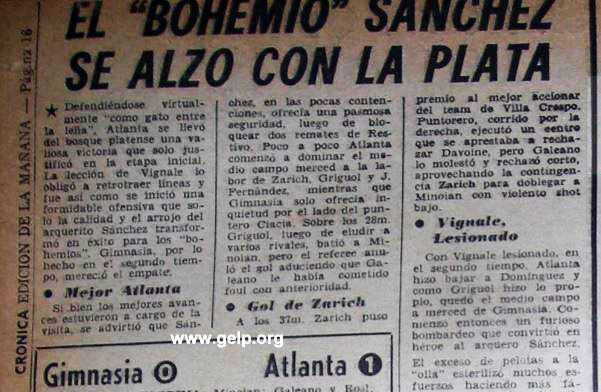 CRONICA EDICION DE LA MAÑANA — Página 16
EL "BOHEMIO" SANCHEZ
SE ALZO CON LA PLATA
★ Defendiéndose virtual-
mente "como gato entre
la leña", Atlanta se llevó
del bosque platense una va-
liosa victoria que solo jus-
tificó en la etapa inicial.
La lección de Vignale lo
obligó a retrotraer líneas y
fue así como se inició una
formidable ofensiva que so-
lo la calidad y el arrojo del
arquerito Sánchez transfor-
mó en éxito para los "bo-
hemios". Gimnasia, por lo
hecho en el segundo tiem-
po, mereció el empate.
● Mejor Atlanta
Si bien los mejores avan-
ces estuvieron a cargo de la
visita, se advirtió que Sán-
chez, en las pocas conten-
ciones, ofrecía una pasmosa
seguridad, luego de blo-
quear dos remates de Res-
tivo. Poco a poco Atlanta
comenzó a dominar el me-
dio campo merced a la la-
bor de Zarich, Griguol y J.
Fernández, mientras que
Gimnasia solo ofrecía in-
quietud por el lado del pun-
tero Ciaccia. Sobre los 28m.
Griguol, luego de eludir a
varios rivales, batió a Mi-
noian, pero el referee anu-
ló el gol aduciendo que Ga-
leano le había cometido
foul con anterioridad.
● Gol de Zarich
A los 37m. Zarich puso
premio al mejor accionar
del team de Villa Crespo.
Puntorero, corrido por la
derecha, ejecutó un centro
que se aprestaba a recha-
zar Davoine, pero Galeano
lo molestó y rechazó corto,
aprovechando la contingen-
cia Zarich para doblegar a
Minoian con violento shot
bajo.
● Vignale,
Lesionado
Con Vignale lesionado, en
el segundo tiempo, Atlanta
hizo bajar a Domínguez y
como Griguol hizo lo pro-
pio, quedó el medio campo
a merced de Gimnasia. Co-
menzó entonces un furioso
bombardeo que convirtió en
héroe al arquero Sánchez.
El exceso de pelotas a la
"olla" esterilizó muchos es-
fuerzos haciendo más fá-
www.gelp.org
Gimnasia 0 Atlanta 1
Minoian; Galeano y Rosl,